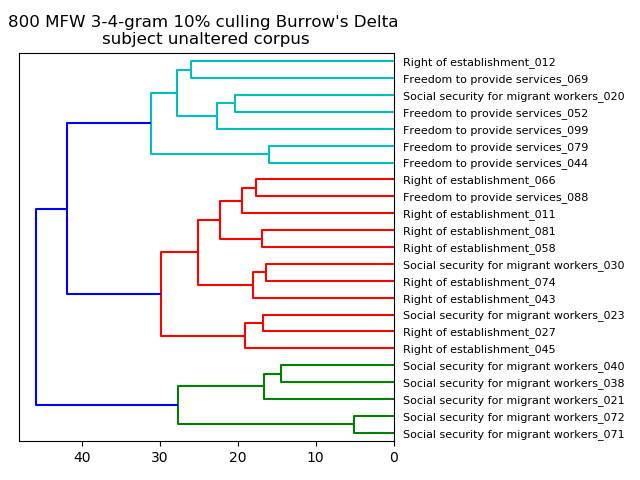 800 MFW 3-4-gram 10% culling Burrow's Delta
subject unaltered corpus
Right of establishment_012
Freedom to provide services_069
Social security for migrant workers_020
Freedom to provide services_052
Freedom to provide services_099
Freedom to provide services_079
Freedom to provide services_044
Right of establishment_066
Freedom to provide services_088
Right of establishment_011
Right of establishment_081
Right of establishment_058
Social security for migrant workers_030
Right of establishment_074
Right of establishment_043
Social security for migrant workers_023
Right of establishment_027
Right of establishment_045
Social security for migrant workers_040
Social security for migrant workers_038
Social security for migrant workers_021
Social security for migrant workers_072
Social security for migrant workers_071
40 30 20 10 0